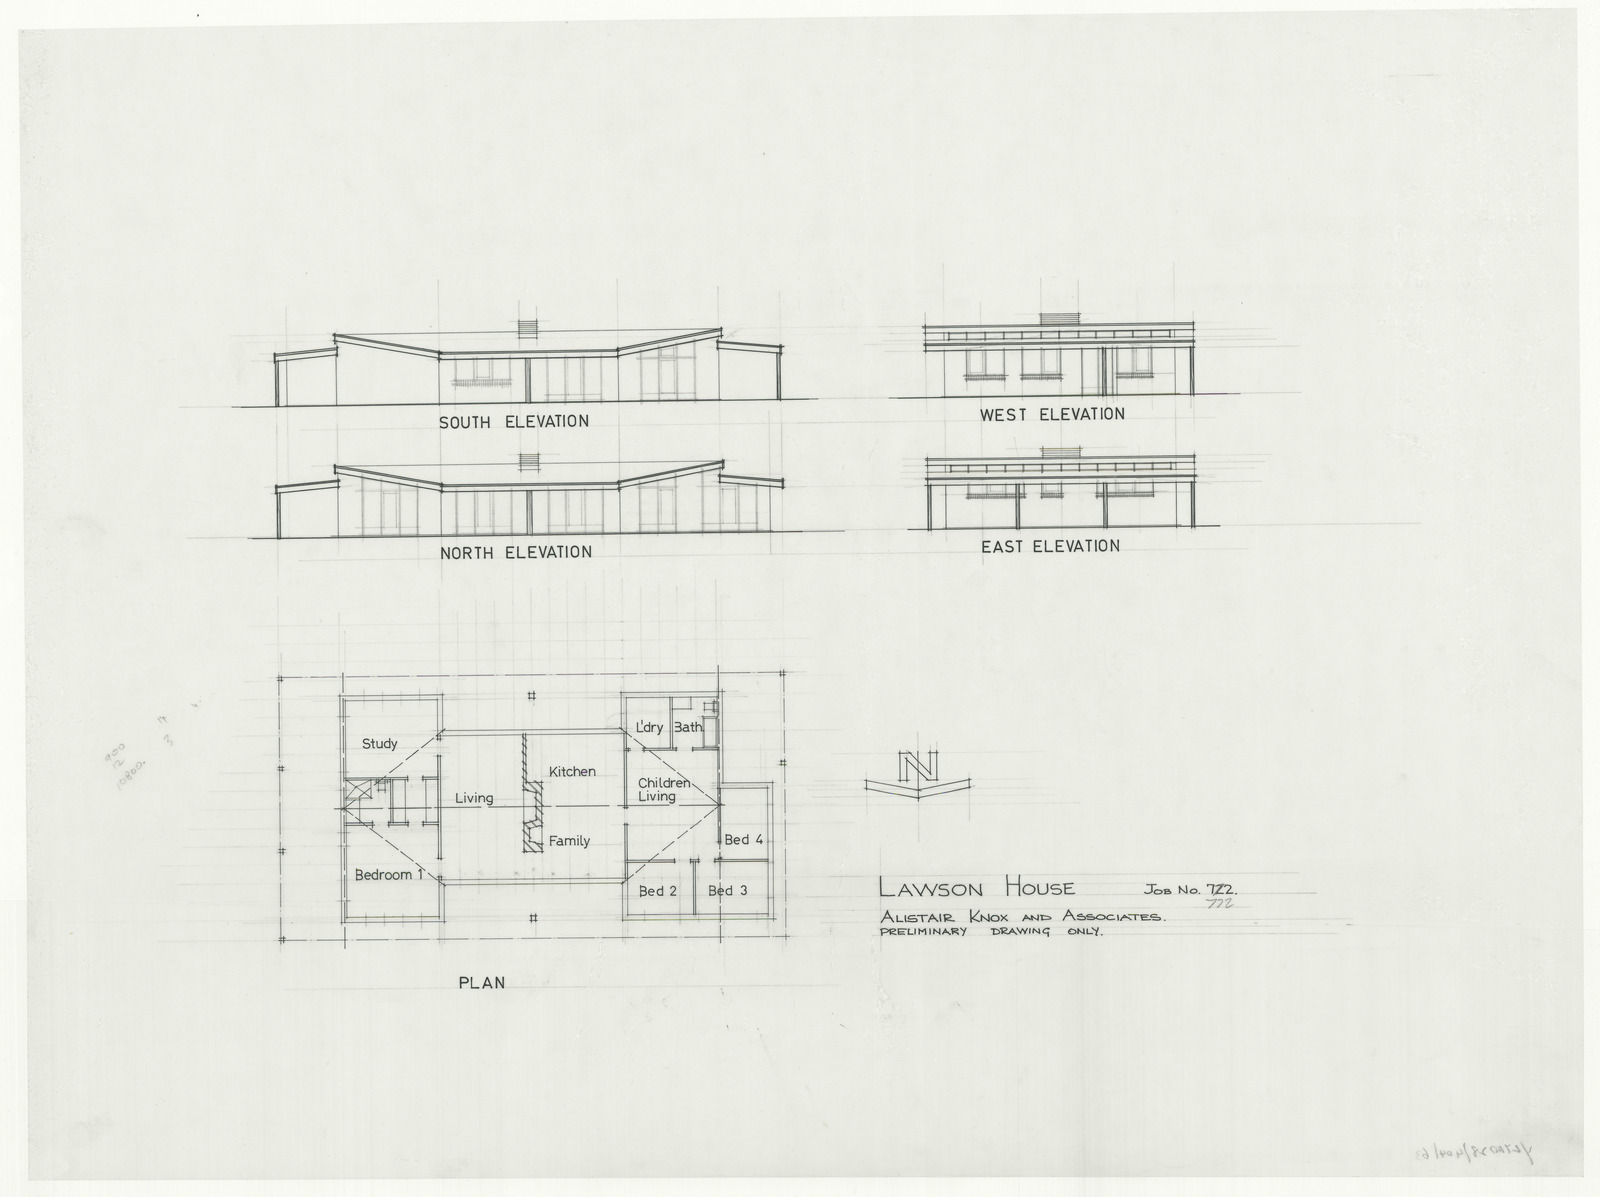 SOUTH ELEVATION
WEST ELEVATION
NORTH ELEVATION
EAST ELEVATION
Study
L'dry
Bath
Kitchen
Living
Children
Living
Family
Bed 4
Bedroom 1
Bed 2
Bed 3
PLAN
900
12
10800.
N
LAWSON HOUSE JOB NO. 722.
772
ALISTAIR KNOX AND ASSOCIATES.
PRELIMINARY DRAWING ONLY.